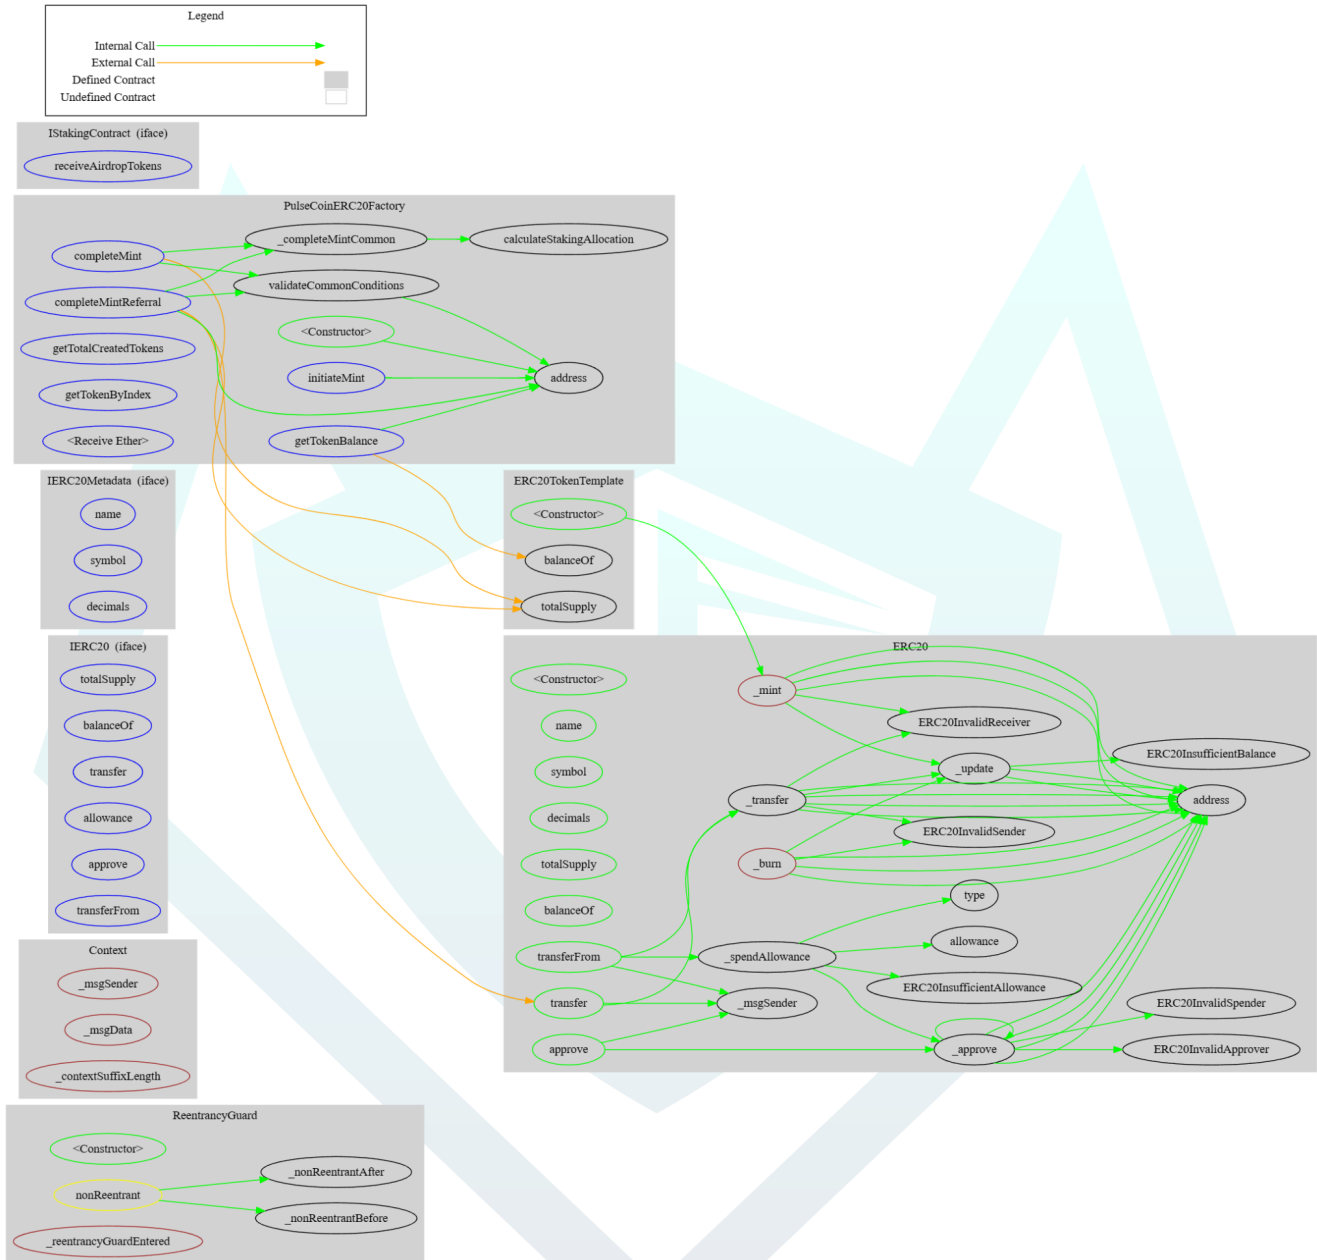 Legend
Internal Call
External Call
Defined Contract
Undefined Contract
IStakingContract (iface)
receiveAirdropTokens
PulseCoinERC20Factory
completeMint
completeMintReferral
getTotalCreatedTokens
getTokenByIndex
<Receive Ether>
_completeMintCommon
validateCommonConditions
<Constructor>
initiateMint
getTokenBalance
calculateStakingAllocation
address
IERC20Metadata (iface)
name
symbol
decimals
ERC20TokenTemplate
<Constructor>
balanceOf
totalSupply
IERC20 (iface)
totalSupply
balanceOf
transfer
allowance
approve
transferFrom
ERC20
<Constructor>
name
symbol
decimals
totalSupply
balanceOf
transferFrom
transfer
approve
_mint
_transfer
_burn
_spendAllowance
_msgSender
ERC20InvalidReceiver
_update
ERC20InvalidSender
type
allowance
ERC20InsufficientAllowance
_approve
ERC20InsufficientBalance
address
ERC20InvalidSpender
ERC20InvalidApprover
Context
_msgSender
_msgData
_contextSuffixLength
ReentrancyGuard
<Constructor>
nonReentrant
_reentrancyGuardEntered
_nonReentrantAfter
_nonReentrantBefore